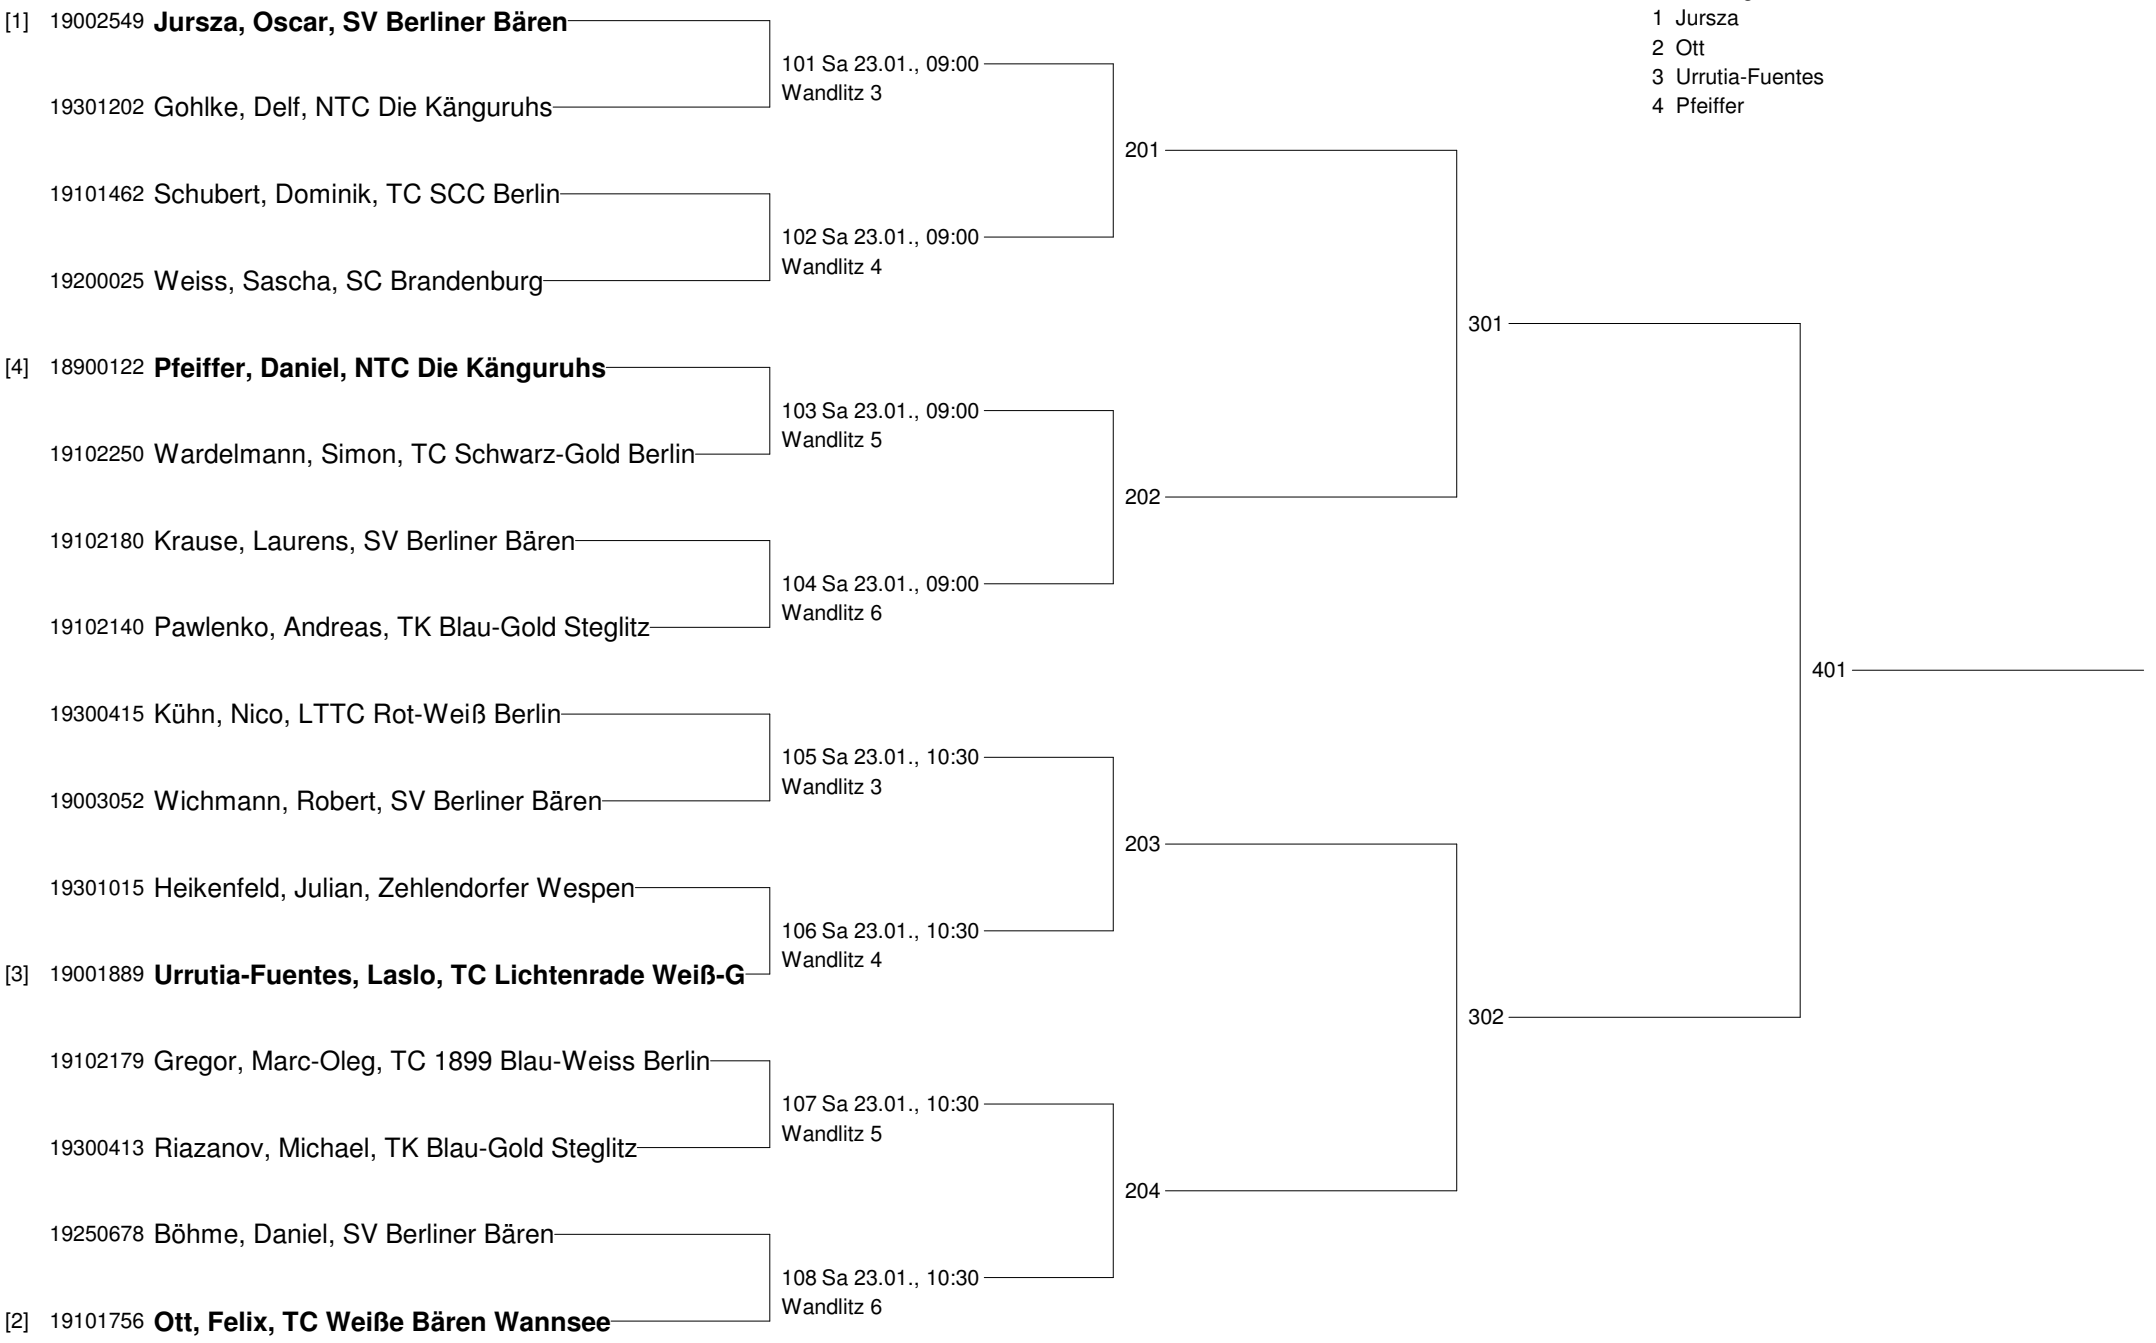 [1] 19002549 Jursza, Oscar, SV Berliner Bären
19301202 Gohlke, Delf, NTC Die Känguruhs
19101462 Schubert, Dominik, TC SCC Berlin
19200025 Weiss, Sascha, SC Brandenburg
[4] 18900122 Pfeiffer, Daniel, NTC Die Känguruhs
19102250 Wardelmann, Simon, TC Schwarz-Gold Berlin
19102180 Krause, Laurens, SV Berliner Bären
19102140 Pawlenko, Andreas, TK Blau-Gold Steglitz
19300415 Kühn, Nico, LTTC Rot-Weiß Berlin
19003052 Wichmann, Robert, SV Berliner Bären
19301015 Heikenfeld, Julian, Zehlendorfer Wespen
[3] 19001889 Urrutia-Fuentes, Laslo, TC Lichtenrade Weiß-G
19102179 Gregor, Marc-Oleg, TC 1899 Blau-Weiss Berlin
19300413 Riazanov, Michael, TK Blau-Gold Steglitz
19250678 Böhme, Daniel, SV Berliner Bären
[2] 19101756 Ott, Felix, TC Weiße Bären Wannsee
101 Sa 23.01., 09:00
Wandlitz 3
102 Sa 23.01., 09:00
Wandlitz 4
103 Sa 23.01., 09:00
Wandlitz 5
104 Sa 23.01., 09:00
Wandlitz 6
105 Sa 23.01., 10:30
Wandlitz 3
106 Sa 23.01., 10:30
Wandlitz 4
107 Sa 23.01., 10:30
Wandlitz 5
108 Sa 23.01., 10:30
Wandlitz 6
201
202
203
204
301
302
401
1 Jursza
2 Ott
3 Urrutia-Fuentes
4 Pfeiffer